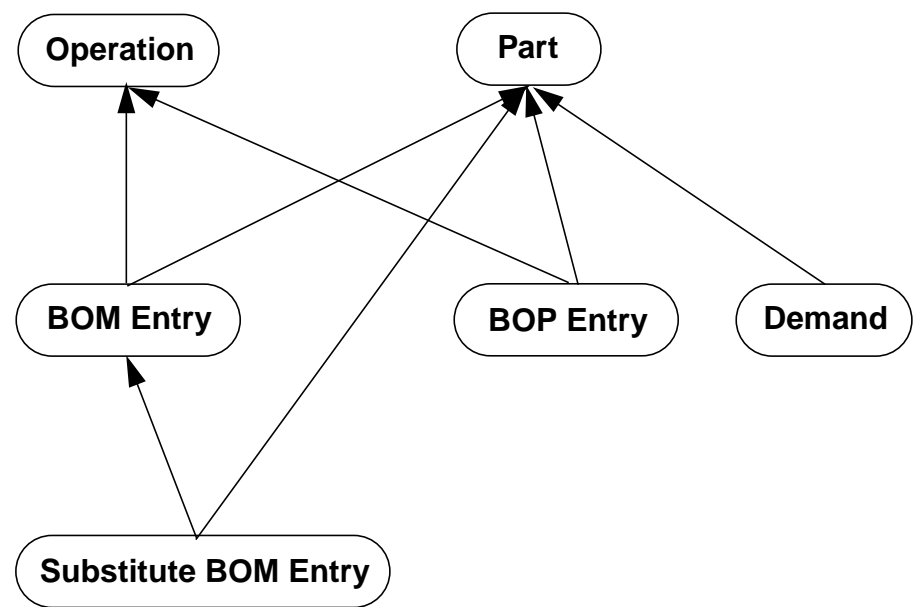 Operation
Part
BOM Entry
BOP Entry
Demand
Substitute BOM Entry